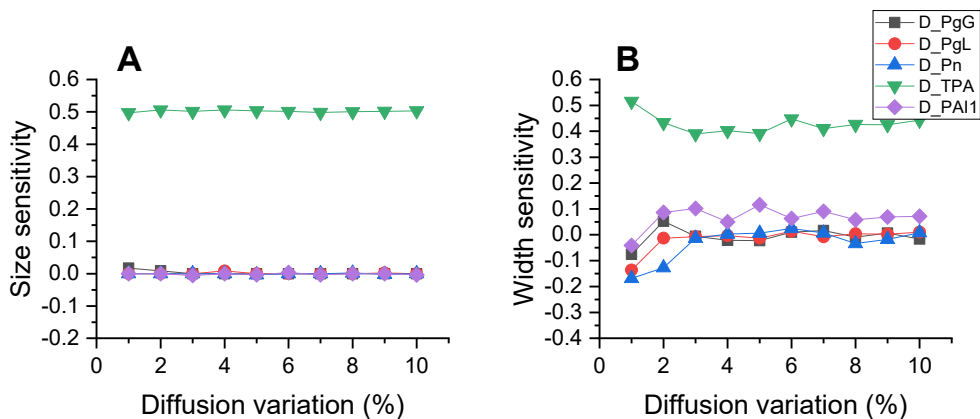 A
Size sensitivity
0.6
0.5
0.4
0.3
0.2
0.1
0.0
-0.1
-0.2
0 2 4 6 8 10
Diffusion variation (%)
B
Width sensitivity
0.6
0.5
0.4
0.3
0.2
0.1
0.0
-0.1
-0.2
-0.3
-0.4
0 2 4 6 8 10
Diffusion variation (%)
D_PgG
D_PgL
D_Pn
D_TPA
D_PAI1